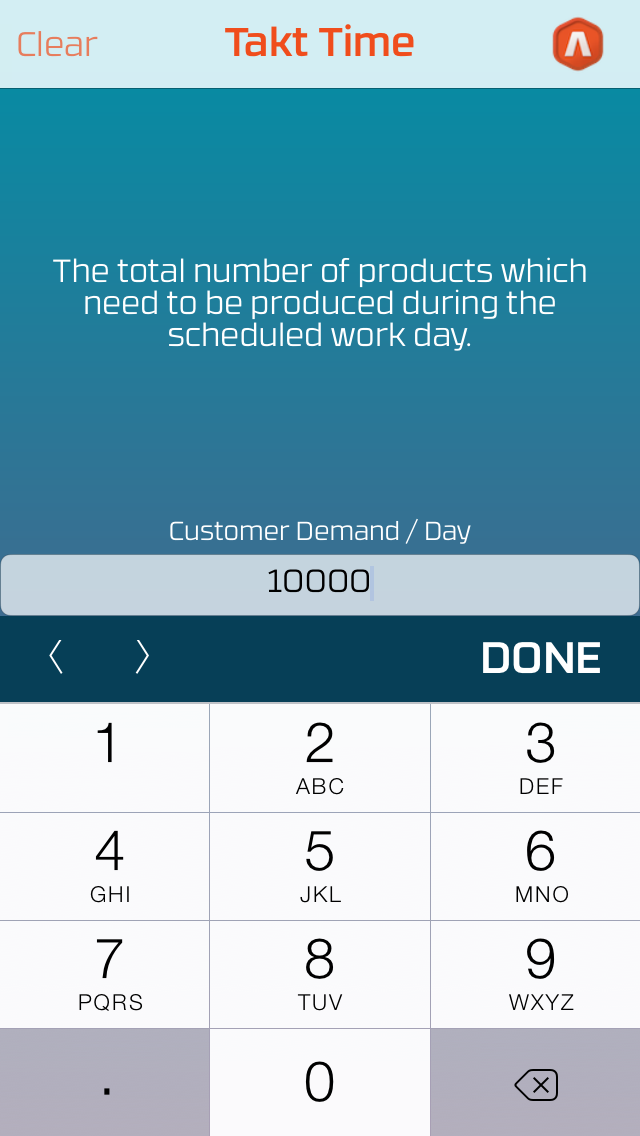 Clear
Takt Time
The total number of products which
need to be produced during the
scheduled work day.
Customer Demand / Day
10000
DONE
1
2
ABC
3
DEF
4
GHI
5
JKL
6
MNO
7
PQRS
8
TUV
9
WXYZ
.
0